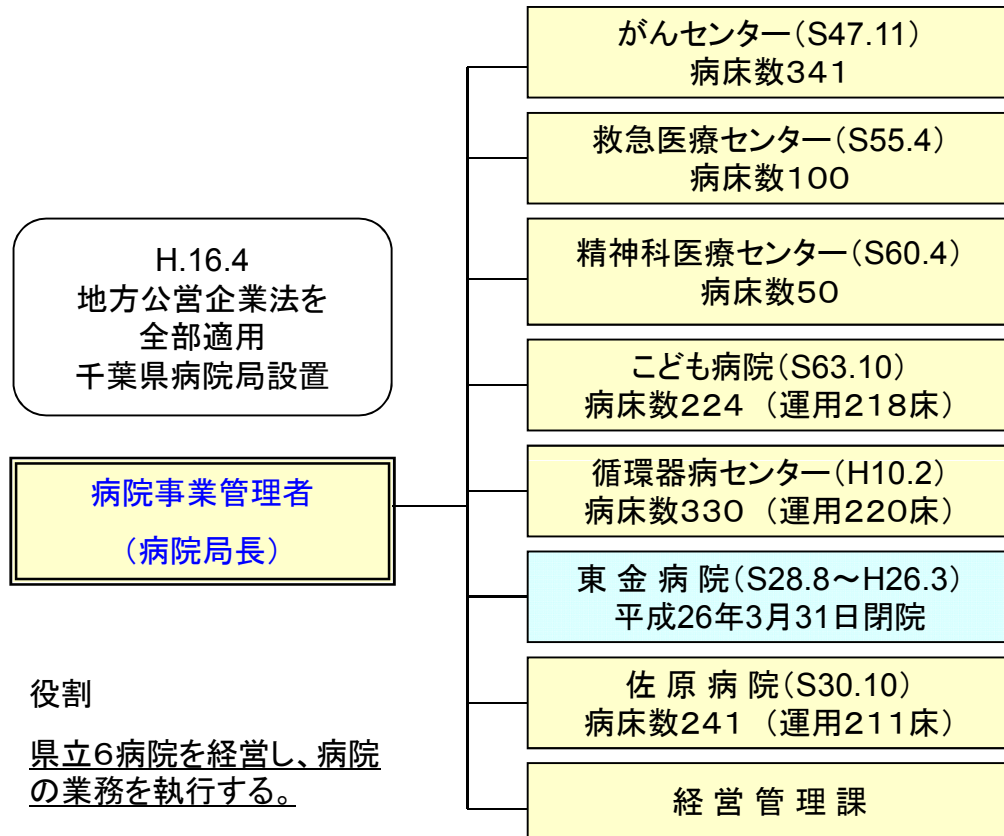 がんセンター(S47.11)
病床数341
救急医療センター(S55.4)
病床数100
H.16.4
地方公営企業法を
全部適用
千葉県病院局設置
精神科医療センター(S60.4)
病床数50
こども病院(S63.10)
病床数224 (運用218床)
病院事業管理者
(病院局長)
循環器病センター(H10.2)
病床数330 (運用220床)
東 金 病 院(S28.8～H26.3)
平成26年3月31日閉院
役割
県立6病院を経営し、病院
の業務を執行する。
佐 原 病 院(S30.10)
病床数241 (運用211床)
経 営 管 理 課